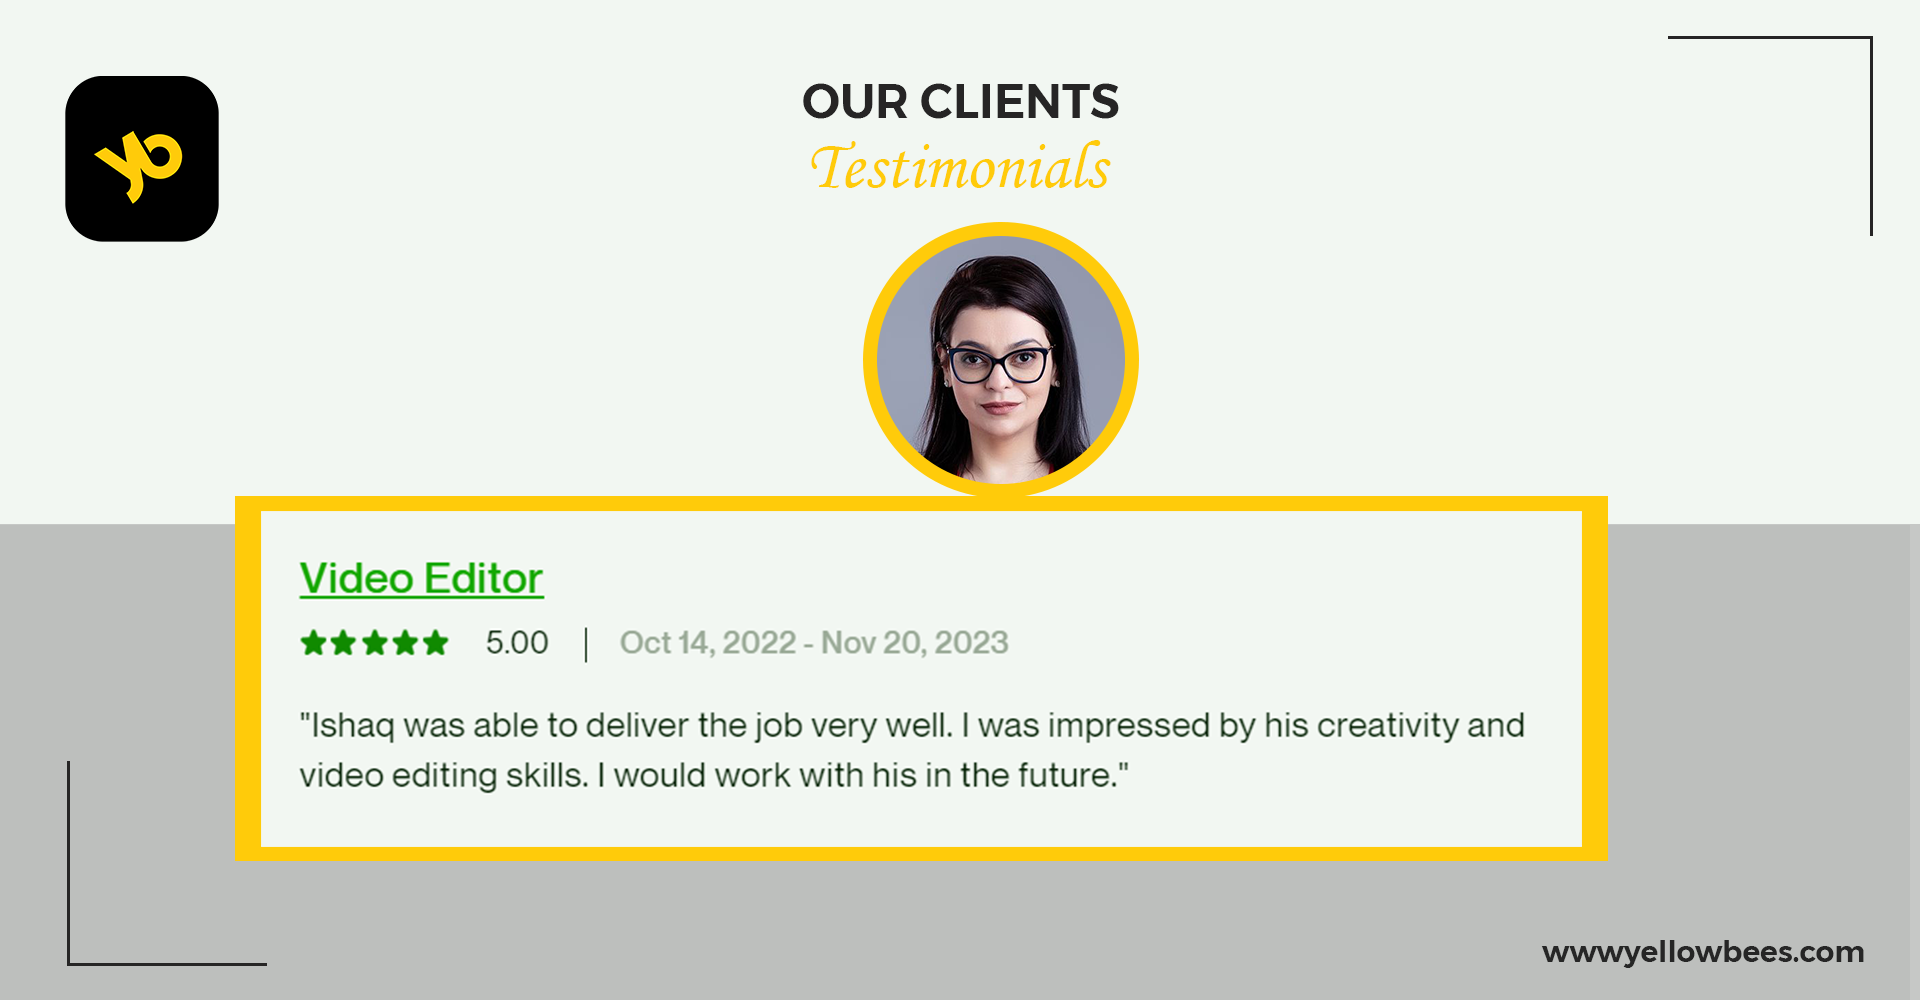 yb
OUR CLIENTS
Testimonials
Video Editor
5.00 | Oct 14, 2022 - Nov 20, 2023
"Ishaq was able to deliver the job very well. I was impressed by his creativity and
video editing skills. I would work with his in the future."
wwwyellowbees.com